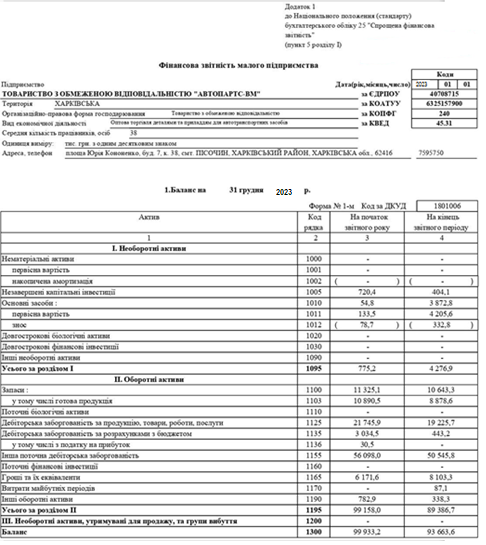 Додаток 1
до Національного положення (стандарту)
бухгалтерського обліку 25 "Спрощена фінансова
звітність"
(пункт 5 розділу I)
Фінансова звітність малого підприємства
Коди
Підприємство Дата(рік,місяць,число) 2023 01 01
ТОВАРИСТВО З ОБМЕЖЕНОЮ ВІДПОВІДАЛЬНІСТЮ "АВТОПАРТС-ВМ" за ЄДРПОУ 40708715
Територія ХАРКІВСЬКА за КОАТУУ 6325157900
Організаційно-правова форма господарювання Товариство з обмеженою відповідальністю за КОПФГ 240
Вид економічної діяльності Оптова торгівля деталями та приладдям для автотранспортних засобів за КВЕД 45.31
Середня кількість працівників, осіб 38
Одиниця виміру: тис. грн. з одним десятковим знаком
Адреса, телефон площа Юрія Кононенко, буд. 7, к. 38, смт. ПІСОЧИН, ХАРКІВСЬКИЙ РАЙОН, ХАРКІВСЬКА обл., 62416 7595750
1.Баланс на 31 грудня 2023 р.
Форма № 1-м Код за ДКУД 1801006
Актив Код рядка На початок звітного року На кінець звітного періоду
1 2 3 4
I. Необоротні активи
Нематеріальні активи 1000 - -
первісна вартість 1001 - -
накопичена амортизація 1002 ( - ) ( - )
Незавершені капітальні інвестиції 1005 720,4 404,1
Основні засоби : 1010 54,8 3 872,8
первісна вартість 1011 133,5 4 205,6
знос 1012 ( 78,7 ) ( 332,8 )
Довгострокові біологічні активи 1020 - -
Довгострокові фінансові інвестиції 1030 - -
Інші необоротні активи 1090 - -
Усього за розділом I 1095 775,2 4 276,9
II. Оборотні активи
Запаси : 1100 11 325,1 10 643,3
у тому числі готова продукція 1103 10 890,5 8 878,6
Поточні біологічні активи 1110 - -
Дебіторська заборгованість за продукцію, товари, роботи, послуги 1125 21 745,9 19 225,7
Дебіторська заборгованість за розрахунками з бюджетом 1135 3 034,5 443,2
у тому числі з податку на прибуток 1136 30,5 -
Інша поточна дебіторська заборгованість 1155 56 098,0 50 545,8
Поточні фінансові інвестиції 1160 - -
Гроші та їх еквіваленти 1165 6 171,6 8 103,3
Витрати майбутніх періодів 1170 - 87,1
Інші оборотні активи 1190 782,9 338,3
Усього за розділом II 1195 99 158,0 89 386,7
III. Необоротні активи, утримувані для продажу, та групи вибуття 1200 - -
Баланс 1300 99 933,2 93 663,6